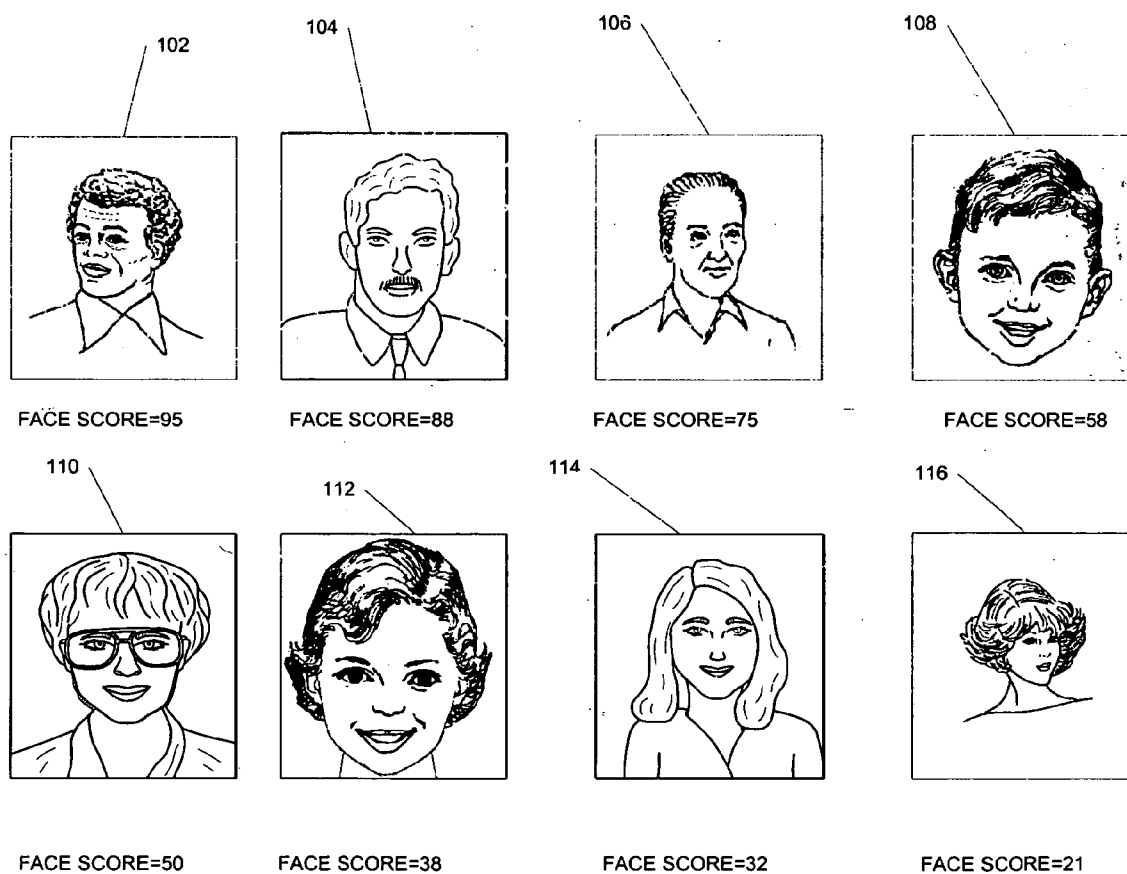 102
104
106
108
FACE SCORE=95
FACE SCORE=88
FACE SCORE=75
FACE SCORE=58
110
112
114
116
FACE SCORE=50
FACE SCORE=38
FACE SCORE=32
FACE SCORE=21